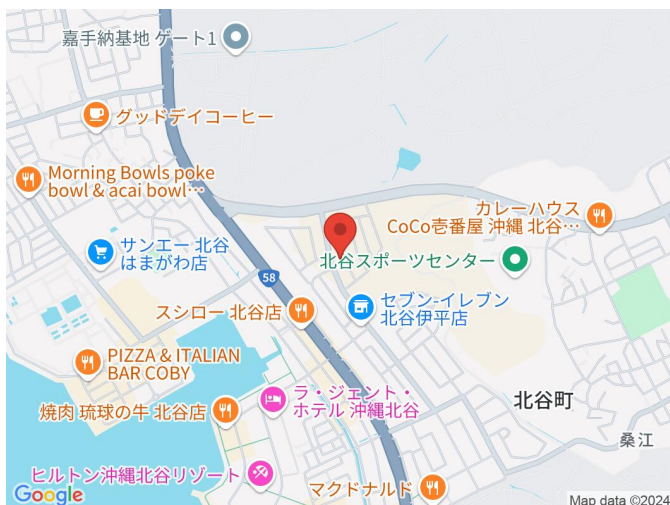 嘉手納基地 ゲート1
グッドデイコーヒー
Morning Bowls poke
bowl & acai bowl…
カレーハウス
CoCo壱番屋 沖縄 北谷…
サンエー 北谷
はまがわ店
北谷スポーツセンター
58
スシロー 北谷店
セブン-イレブン
北谷伊平店
PIZZA & ITALIAN
BAR COBY
ラ・ジェント・
ホテル 沖縄北谷
焼肉 琉球の牛 北谷店
北谷町
桑江
ヒルトン沖縄北谷リゾート
マクドナルド
Google
Map data ©2024